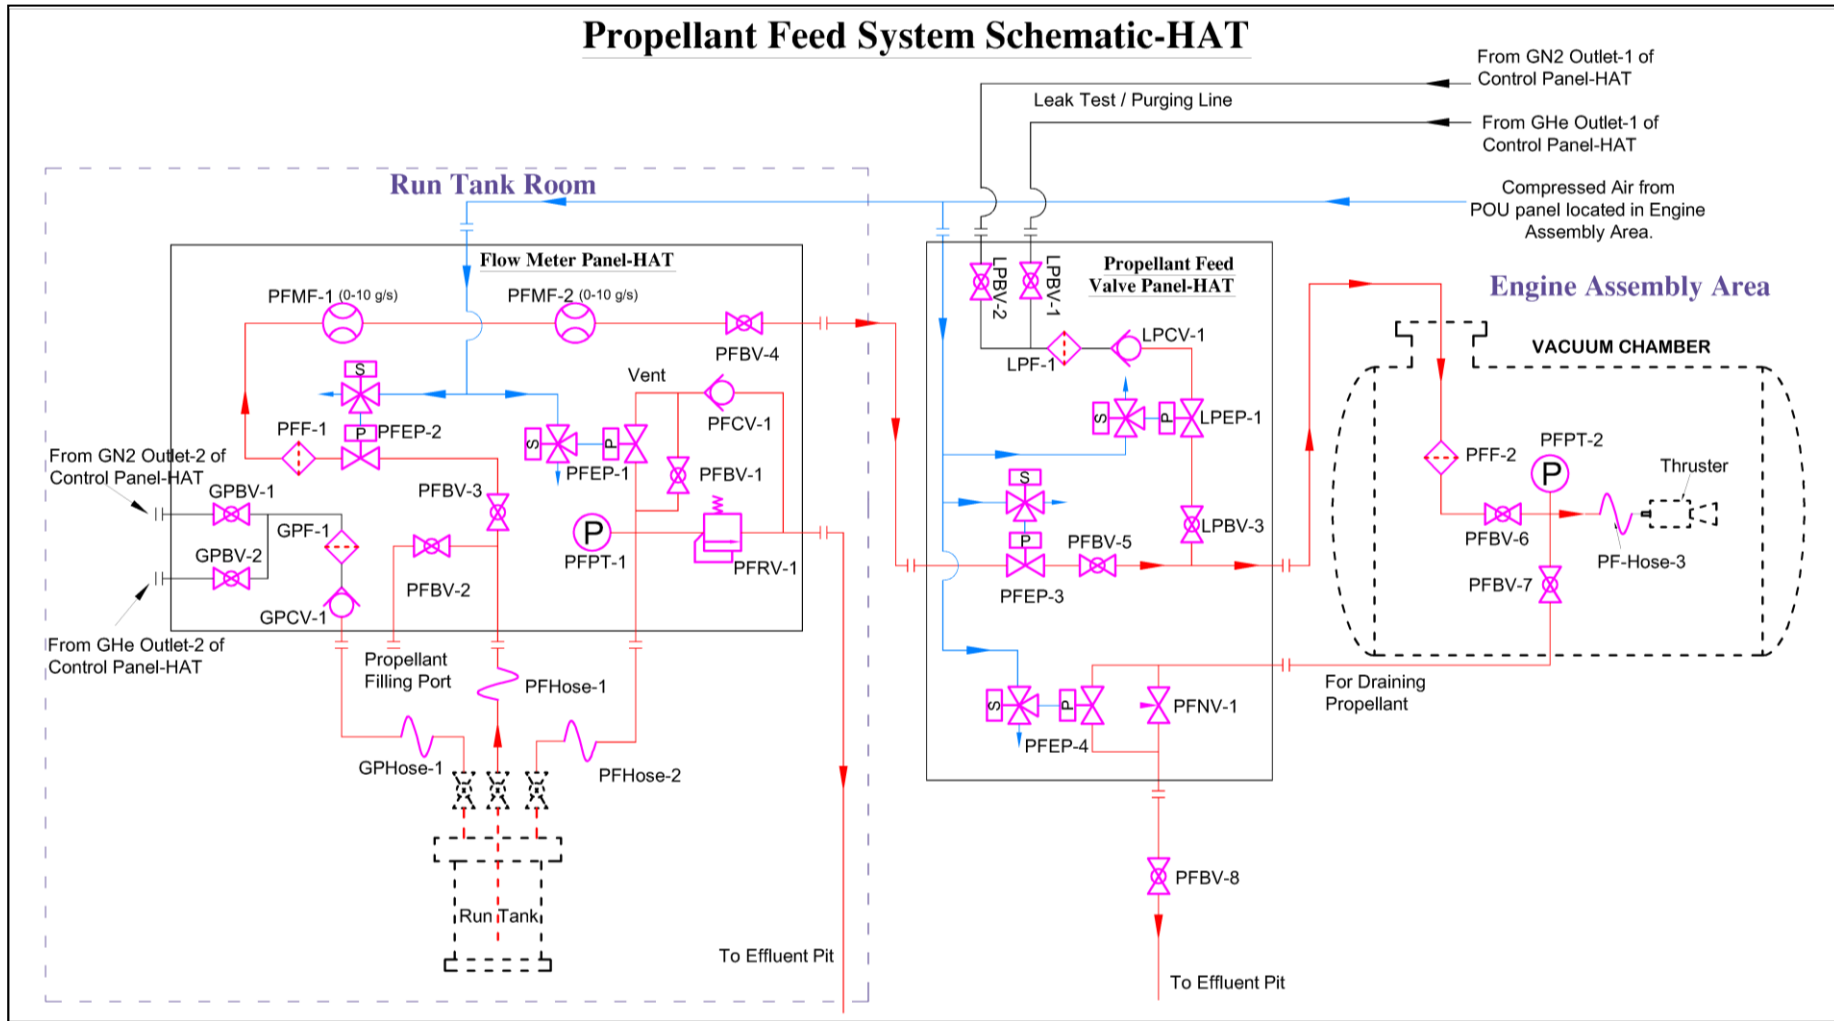 Propellant Feed System Schematic-HAT
From GN2 Outlet-1 of
Control Panel-HAT
Leak Test / Purging Line
From GHe Outlet-1 of
Control Panel-HAT
Compressed Air from
POU panel located in Engine
Assembly Area.
Run Tank Room
Flow Meter Panel-HAT
PFMF-1 (0-10 g/s)
PFMF-2 (0-10 g/s)
PFBV-4
S
Vent
PFCV-1
P
PFEP-2
PFF-1
S
P
PFEP-1
PFBV-1
From GN2 Outlet-2 of
Control Panel-HAT
GPBV-1
PFBV-3
GPF-1
GPBV-2
P
PFPT-1
PFRV-1
PFBV-2
GPCV-1
From GHe Outlet-2 of
Control Panel-HAT
Propellant
Filling Port
PFHose-1
GPHose-1
PFHose-2
Run Tank
To Effluent Pit
Propellant Feed
Valve Panel-HAT
LPBV-2
LPBV-1
LPF-1
LPCV-1
S
P
LPEP-1
S
P
PFEP-3
PFBV-5
LPBV-3
S
P
PFEP-4
PFNV-1
PFBV-8
To Effluent Pit
Engine Assembly Area
VACUUM CHAMBER
PFF-2
PFPT-2
P
Thruster
PFBV-6
PF-Hose-3
PFBV-7
For Draining
Propellant